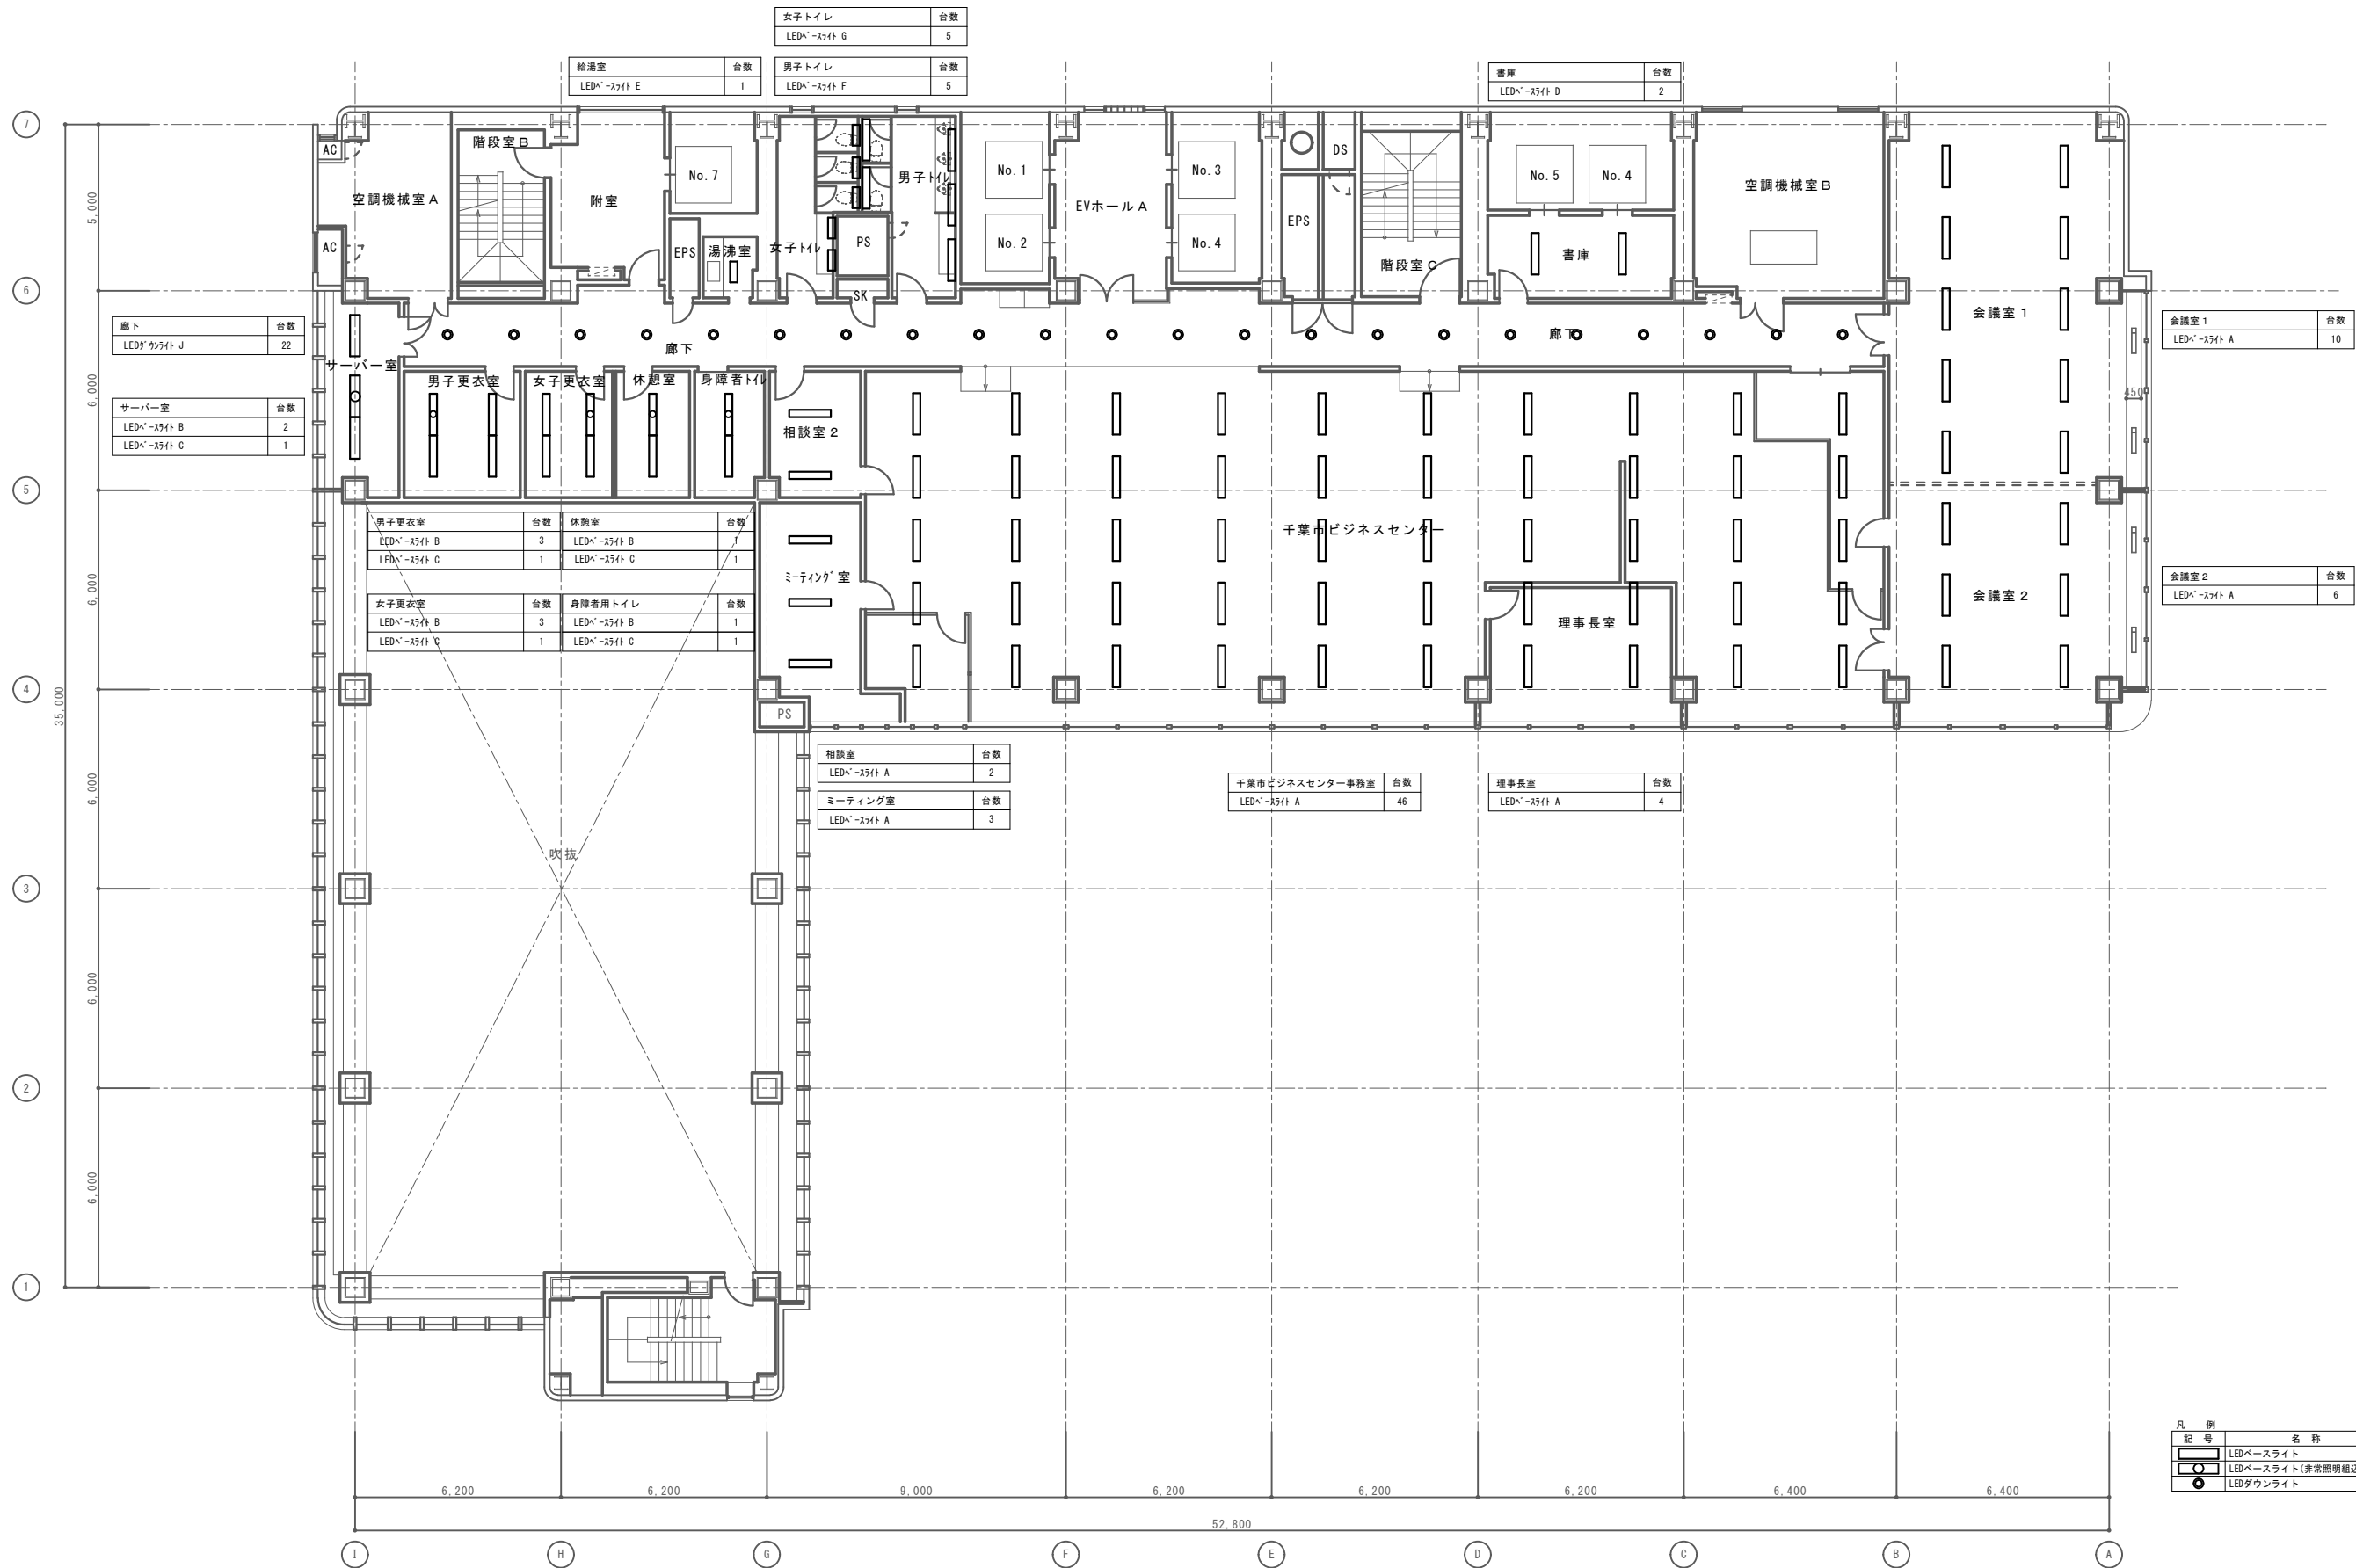 女子トイレ 台数
LEDﾍﾞｰｽﾗｲﾄ G 5
給湯室 台数
LEDﾍﾞｰｽﾗｲﾄ E 1
男子トイレ 台数
LEDﾍﾞｰｽﾗｲﾄ F 5
書庫 台数
LEDﾍﾞｰｽﾗｲﾄ D 2
7
AC
階段室B
空調機械室A
附室
No.7
男子ﾄｲﾚ
No.1
No.3
DS
No.5
No.4
空調機械室B
5,000
AC
EPS
湯沸室
女子ﾄｲﾚ
PS
No.2
EVホールA
No.4
EPS
階段室C
書庫
6
SK
会議室1
廊下 台数
LEDﾀﾞｳﾝﾗｲﾄ J 22
会議室1 台数
LEDﾍﾞｰｽﾗｲﾄ A 10
廊下
廊下
サーバー室
男子更衣室
女子更衣室
休憩室
身障者ﾄｲﾚ
6,000
450
サーバー室 台数
LEDﾍﾞｰｽﾗｲﾄ B 2
LEDﾍﾞｰｽﾗｲﾄ C 1
相談室2
5
男子更衣室 台数
LEDﾍﾞｰｽﾗｲﾄ B 3
LEDﾍﾞｰｽﾗｲﾄ C 1
休憩室 台数
LEDﾍﾞｰｽﾗｲﾄ B 1
LEDﾍﾞｰｽﾗｲﾄ C 1
千葉市ビジネスセンター
ﾐｰﾃｨﾝｸﾞ室
6,000
会議室2
会議室2 台数
LEDﾍﾞｰｽﾗｲﾄ A 6
女子更衣室 台数
LEDﾍﾞｰｽﾗｲﾄ B 3
LEDﾍﾞｰｽﾗｲﾄ C 1
身障者用トイレ 台数
LEDﾍﾞｰｽﾗｲﾄ B 1
LEDﾍﾞｰｽﾗｲﾄ C 1
理事長室
4
35,000
PS
相談室 台数
LEDﾍﾞｰｽﾗｲﾄ A 2
ミーティング室 台数
LEDﾍﾞｰｽﾗｲﾄ A 3
千葉市ビジネスセンター事務室 台数
LEDﾍﾞｰｽﾗｲﾄ A 46
理事長室 台数
LEDﾍﾞｰｽﾗｲﾄ A 4
6,000
吹抜
3
6,000
2
6,000
1
凡 例
記 号 名 称
LEDベースライト
LEDベースライト(非常照明組込
LEDダウンライト
6,200
6,200
9,000
6,200
6,200
6,200
6,400
6,400
52,800
I
H
G
F
E
D
C
B
A